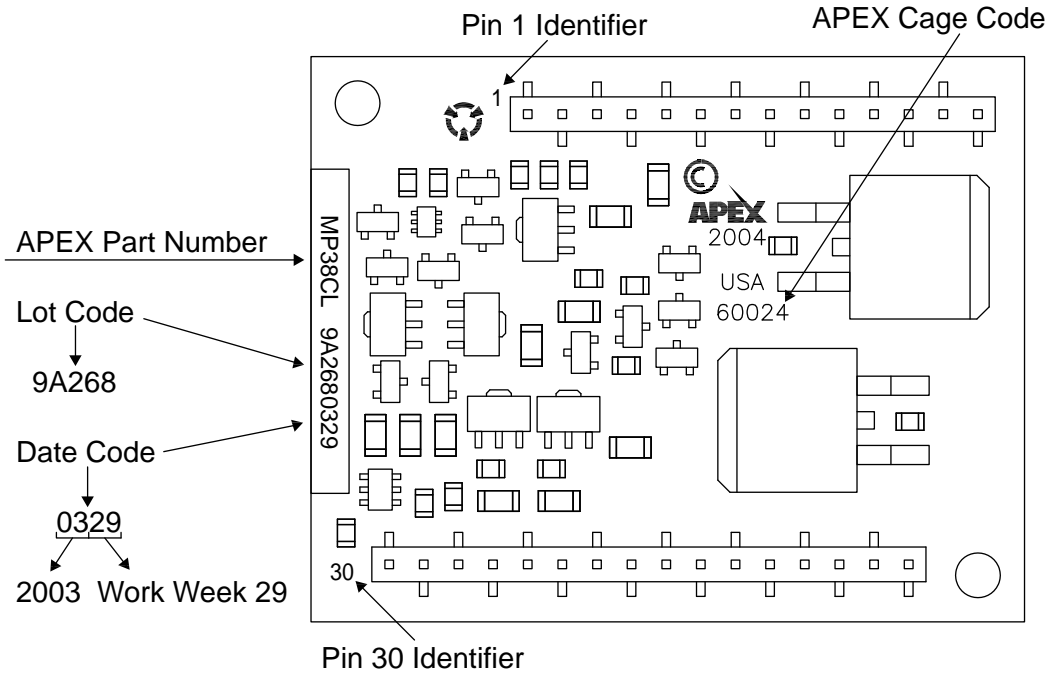 Pin 1 Identifier
APEX Cage Code
1
©
APEX
2004
USA
60024
APEX Part Number
MP38CL 9A2680329
Lot Code
9A268
Date Code
0329
2003 Work Week 29
30
Pin 30 Identifier